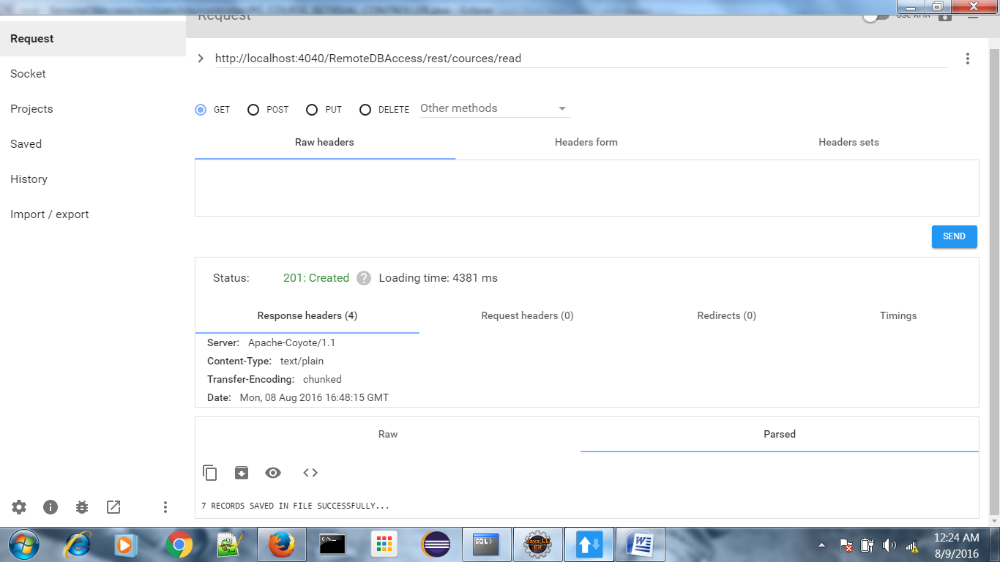 Request
Use XHR
Request
Socket
Projects
Saved
History
Import / export
http://localhost:4040/RemoteDBAccess/rest/cources/read
GET POST PUT DELETE Other methods
Raw headers Headers form Headers sets
SEND
Status: 201: Created ? Loading time: 4381 ms
Response headers (4) Request headers (0) Redirects (0) Timings
Server: Apache-Coyote/1.1
Content-Type: text/plain
Transfer-Encoding: chunked
Date: Mon, 08 Aug 2016 16:48:15 GMT
Raw Parsed
7 RECORDS SAVED IN FILE SUCCESSFULLY...
SQL>
Java EE
IDE
12:24 AM
8/9/2016